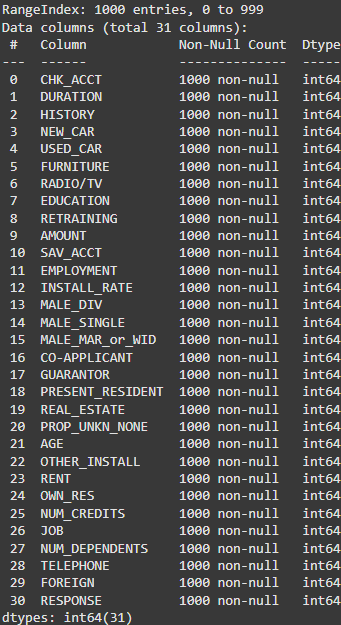 RangeIndex: 1000 entries, 0 to 999
Data columns (total 31 columns):
 #   Column            Non-Null Count  Dtype
---  ------            --------------  -----
 0   CHK_ACCT          1000 non-null   int64
 1   DURATION          1000 non-null   int64
 2   HISTORY           1000 non-null   int64
 3   NEW_CAR           1000 non-null   int64
 4   USED_CAR          1000 non-null   int64
 5   FURNITURE         1000 non-null   int64
 6   RADIO/TV          1000 non-null   int64
 7   EDUCATION         1000 non-null   int64
 8   RETRAINING        1000 non-null   int64
 9   AMOUNT            1000 non-null   int64
 10  SAV_ACCT          1000 non-null   int64
 11  EMPLOYMENT        1000 non-null   int64
 12  INSTALL_RATE      1000 non-null   int64
 13  MALE_DIV          1000 non-null   int64
 14  MALE_SINGLE       1000 non-null   int64
 15  MALE_MAR_or_WID   1000 non-null   int64
 16  CO-APPLICANT      1000 non-null   int64
 17  GUARANTOR         1000 non-null   int64
 18  PRESENT_RESIDENT  1000 non-null   int64
 19  REAL_ESTATE       1000 non-null   int64
 20  PROP_UNKN_NONE    1000 non-null   int64
 21  AGE               1000 non-null   int64
 22  OTHER_INSTALL     1000 non-null   int64
 23  RENT              1000 non-null   int64
 24  OWN_RES           1000 non-null   int64
 25  NUM_CREDITS       1000 non-null   int64
 26  JOB               1000 non-null   int64
 27  NUM_DEPENDENTS    1000 non-null   int64
 28  TELEPHONE         1000 non-null   int64
 29  FOREIGN           1000 non-null   int64
 30  RESPONSE          1000 non-null   int64
dtypes: int64(31)